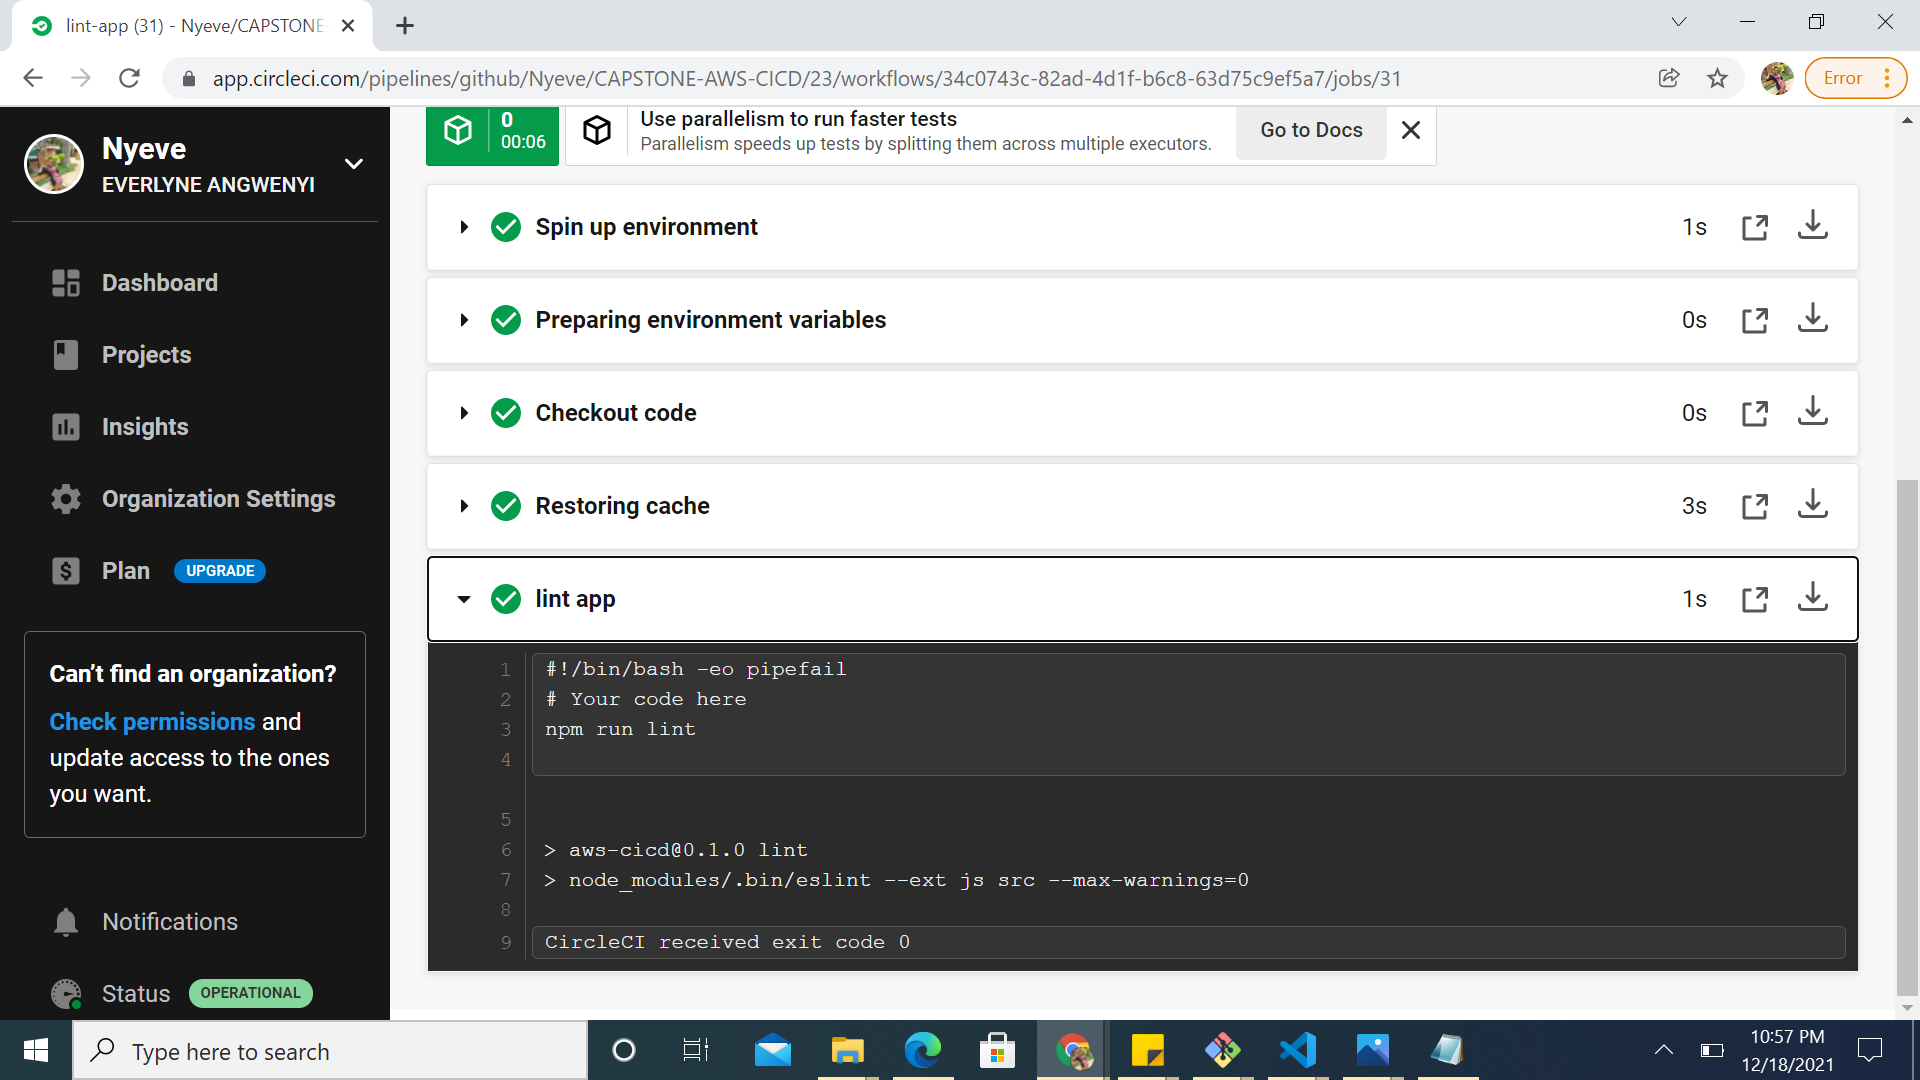 lint-app (31) - Nyeve/CAPSTONE
app.circleci.com/pipelines/github/Nyeve/CAPSTONE-AWS-CICD/23/workflows/34c0743c-82ad-4d1f-b6c8-63d75c9ef5a7/jobs/31
Error
Nyeve
EVERLYNE ANGWENYI
Dashboard
Projects
Insights
Organization Settings
Plan UPGRADE
Can't find an organization?
Check permissions and
update access to the ones
you want.
Notifications
Status OPERATIONAL
0
00:06
Use parallelism to run faster tests
Parallelism speeds up tests by splitting them across multiple executors.
Go to Docs
Spin up environment 1s
Preparing environment variables 0s
Checkout code 0s
Restoring cache 3s
lint app 1s
1 #!/bin/bash -eo pipefail
2 # Your code here
3 npm run lint
4
5
6 > aws-cicd@0.1.0 lint
7 > node_modules/.bin/eslint --ext js src --max-warnings=0
8
9 CircleCI received exit code 0
Type here to search
10:57 PM
12/18/2021